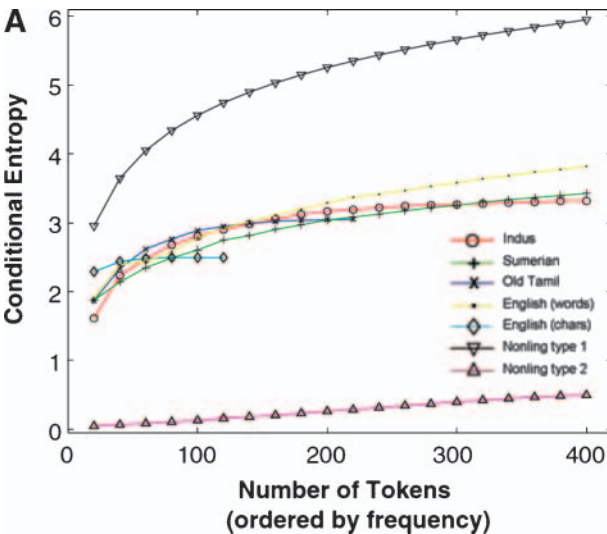 A
6
5
4
3
2
1
0
Conditional Entropy
Indus
Sumerian
Old Tamil
English (words)
English (chars)
Nonling type 1
Nonling type 2
0 100 200 300 400
Number of Tokens
(ordered by frequency)